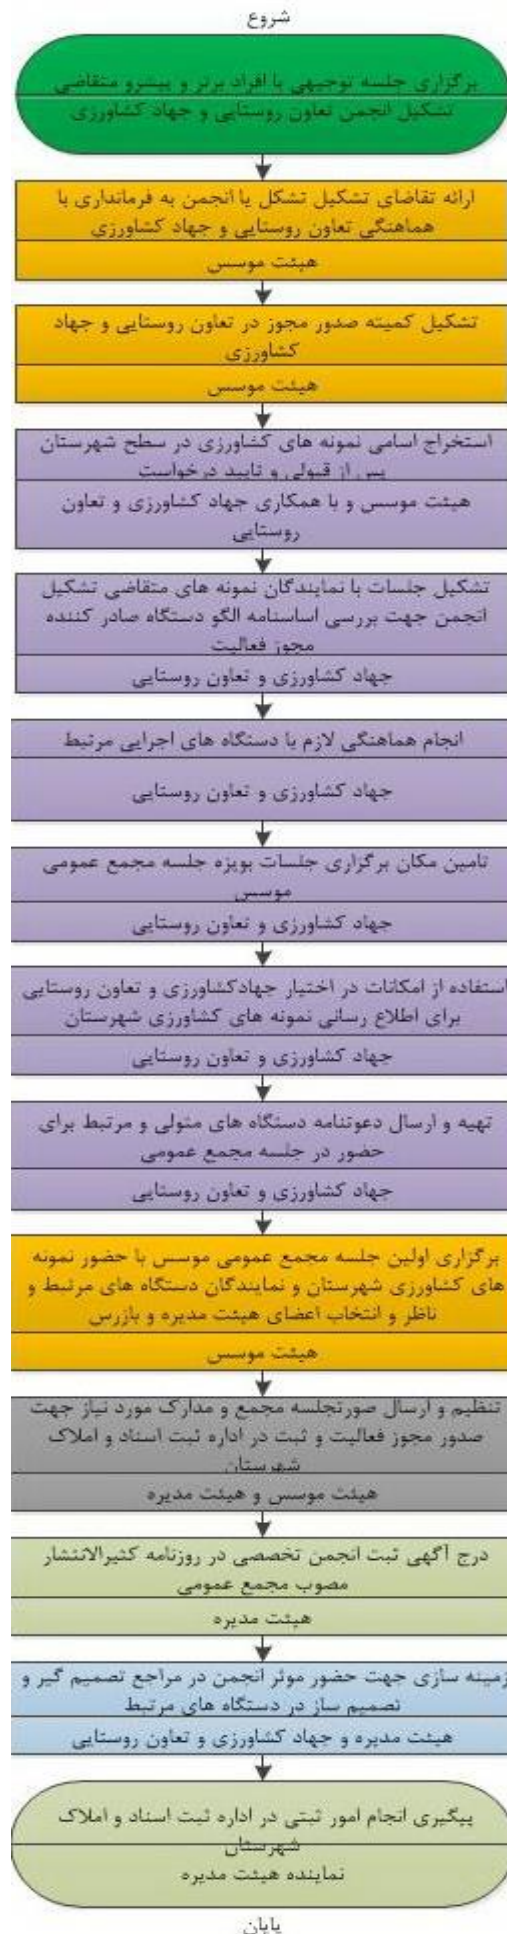 شروع
برگزاری جلسه توجیهی با افراد برتر و پیشرو متقاضی
تشکیل انجمن تعاون روستایی و جهاد کشاورزی
ارائه تقاضای تشکیل تشکل یا انجمن به فرمانداری با
هماهنگی تعاون روستایی و جهاد کشاورزی
هیئت موسس
تشکیل کمیته صدور مجوز در تعاون روستایی و جهاد
کشاورزی
هیئت موسس
استخراج اسامی نمونه های کشاورزی در سطح شهرستان
پس از قبولی و تایید درخواست
هیئت موسس و با همکاری جهاد کشاورزی و تعاون
روستایی
تشکیل جلسات با نمایندگان نمونه های متقاضی تشکیل
انجمن جهت بررسی اساسنامه الگو دستگاه صادر کننده
مجوز فعالیت
جهاد کشاورزی و تعاون روستایی
انجام هماهنگی لازم با دستگاه های اجرایی مرتبط
جهاد کشاورزی و تعاون روستایی
تامین مکان برگزاری جلسات بویژه جلسه مجمع عمومی
موسس
جهاد کشاورزی و تعاون روستایی
استفاده از امکانات در اختیار جهادکشاورزی و تعاون روستایی
برای اطلاع رسانی نمونه های کشاورزی شهرستان
جهاد کشاورزی و تعاون روستایی
تهیه و ارسال دعوتنامه دستگاه های متولی و مرتبط برای
حضور در جلسه مجمع عمومی
جهاد کشاورزی و تعاون روستایی
برگزاری اولین جلسه مجمع عمومی موسس با حضور نمونه
های کشاورزی شهرستان و نمایندگان دستگاه های مرتبط و
ناظر و انتخاب اعضای هیئت مدیره و بازرس
هیئت موسس
تنظیم و ارسال صورتجلسه مجمع و مدارک مورد نیاز جهت
صدور مجوز فعالیت و ثبت در اداره ثبت اسناد و املاک
شهرستان
هیئت موسس و هیئت مدیره
درج آگهی ثبت انجمن تخصصی در روزنامه کثیرالانتشار
مصوب مجمع عمومی
هیئت مدیره
زمینه سازی جهت حضور موثر انجمن در مراجع تصمیم گیر و
تصمیم ساز در دستگاه های مرتبط
هیئت مدیره و جهاد کشاورزی و تعاون روستایی
پیگیری انجام امور ثبتی در اداره ثبت اسناد و املاک
شهرستان
نماینده هیئت مدیره
پایان